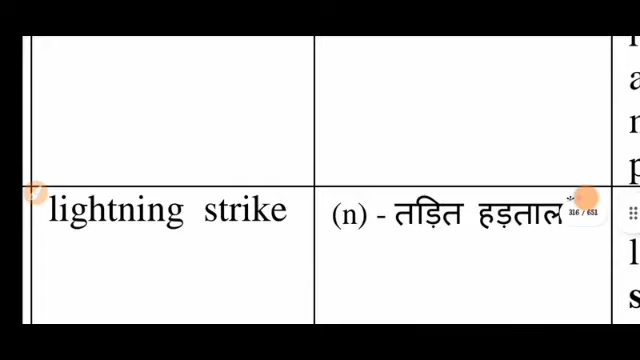 lightning strike
(n) - तड़ित हड़ताल
316 / 651